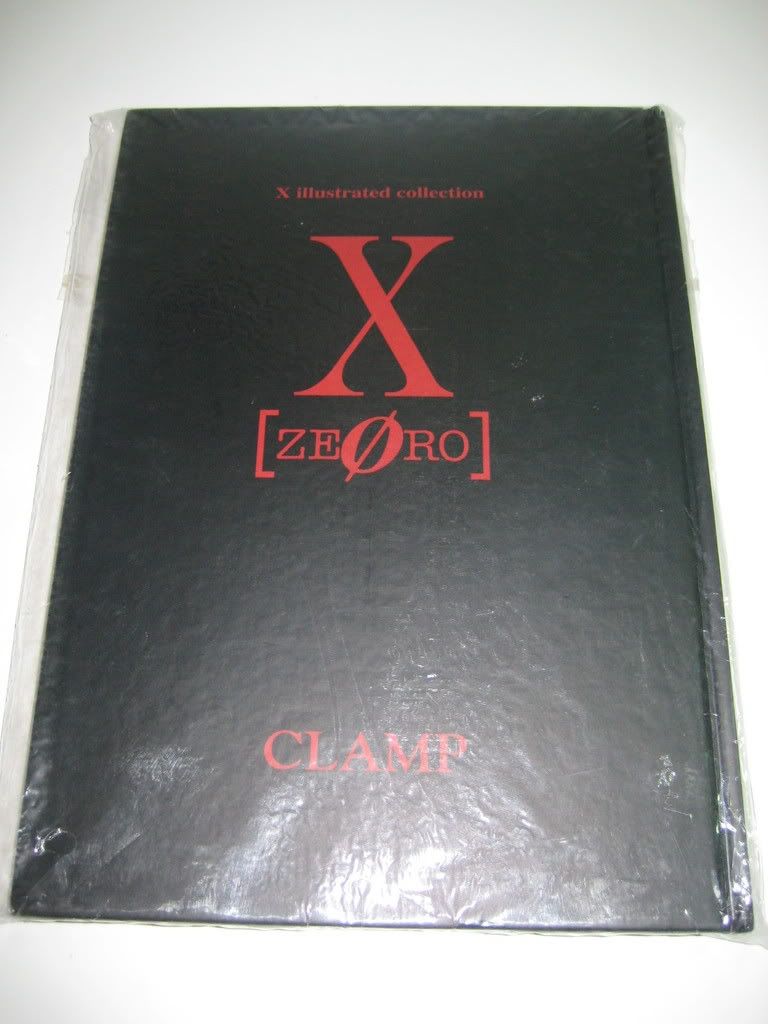 X illustrated collection
X
[ZEØRO]
CLAMP